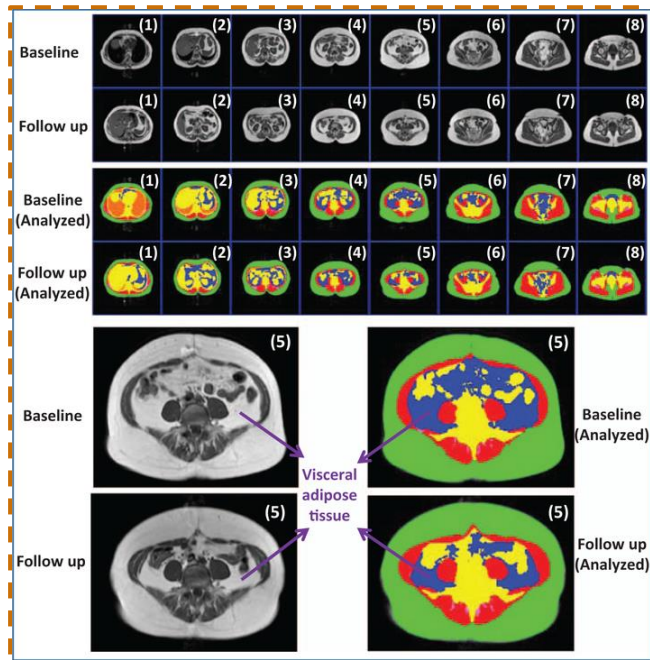 (1) (2) (3) (4) (5) (6) (7) (8)
Baseline
(1) (2) (3) (4) (5) (6) (7) (8)
Follow up
(1) (2) (3) (4) (5) (6) (7) (8)
Baseline
(Analyzed)
(1) (2) (3) (4) (5) (6) (7) (8)
Follow up
(Analyzed)
(5) (5)
Baseline
Baseline
(Analyzed)
Visceral
adipose
tissue
(5) (5)
Follow up
Follow up
(Analyzed)